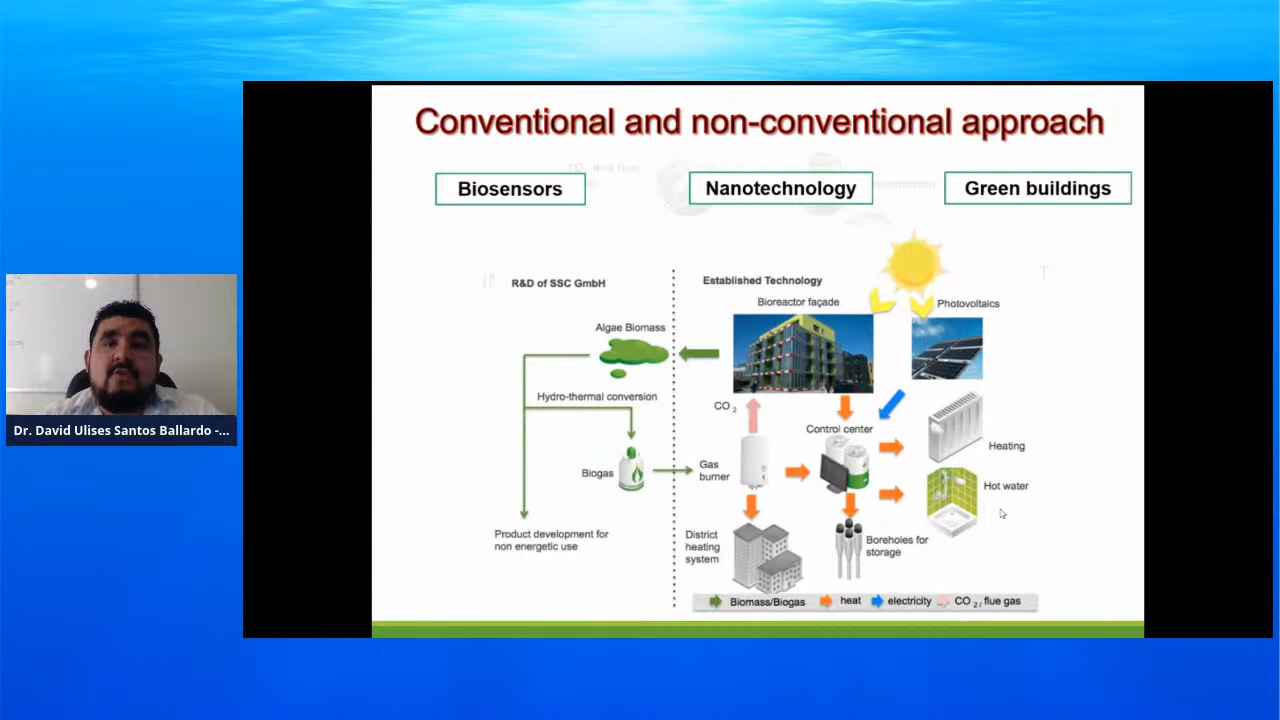 Conventional and non-conventional approach
Biosensors
Nanotechnology
Green buildings
R&D of SSC GmbH
Established Technology
Bioreactor façade
Photovoltaics
Algae Biomass
Hydro-thermal conversion
CO2
Control center
Heating
Biogas
Gas
burner
Hot water
Product development for
non energetic use
District
heating
system
Boreholes for
storage
Biomass/Biogas
heat
electricity
CO2/ flue gas
Dr. David Ulises Santos Ballardo -...